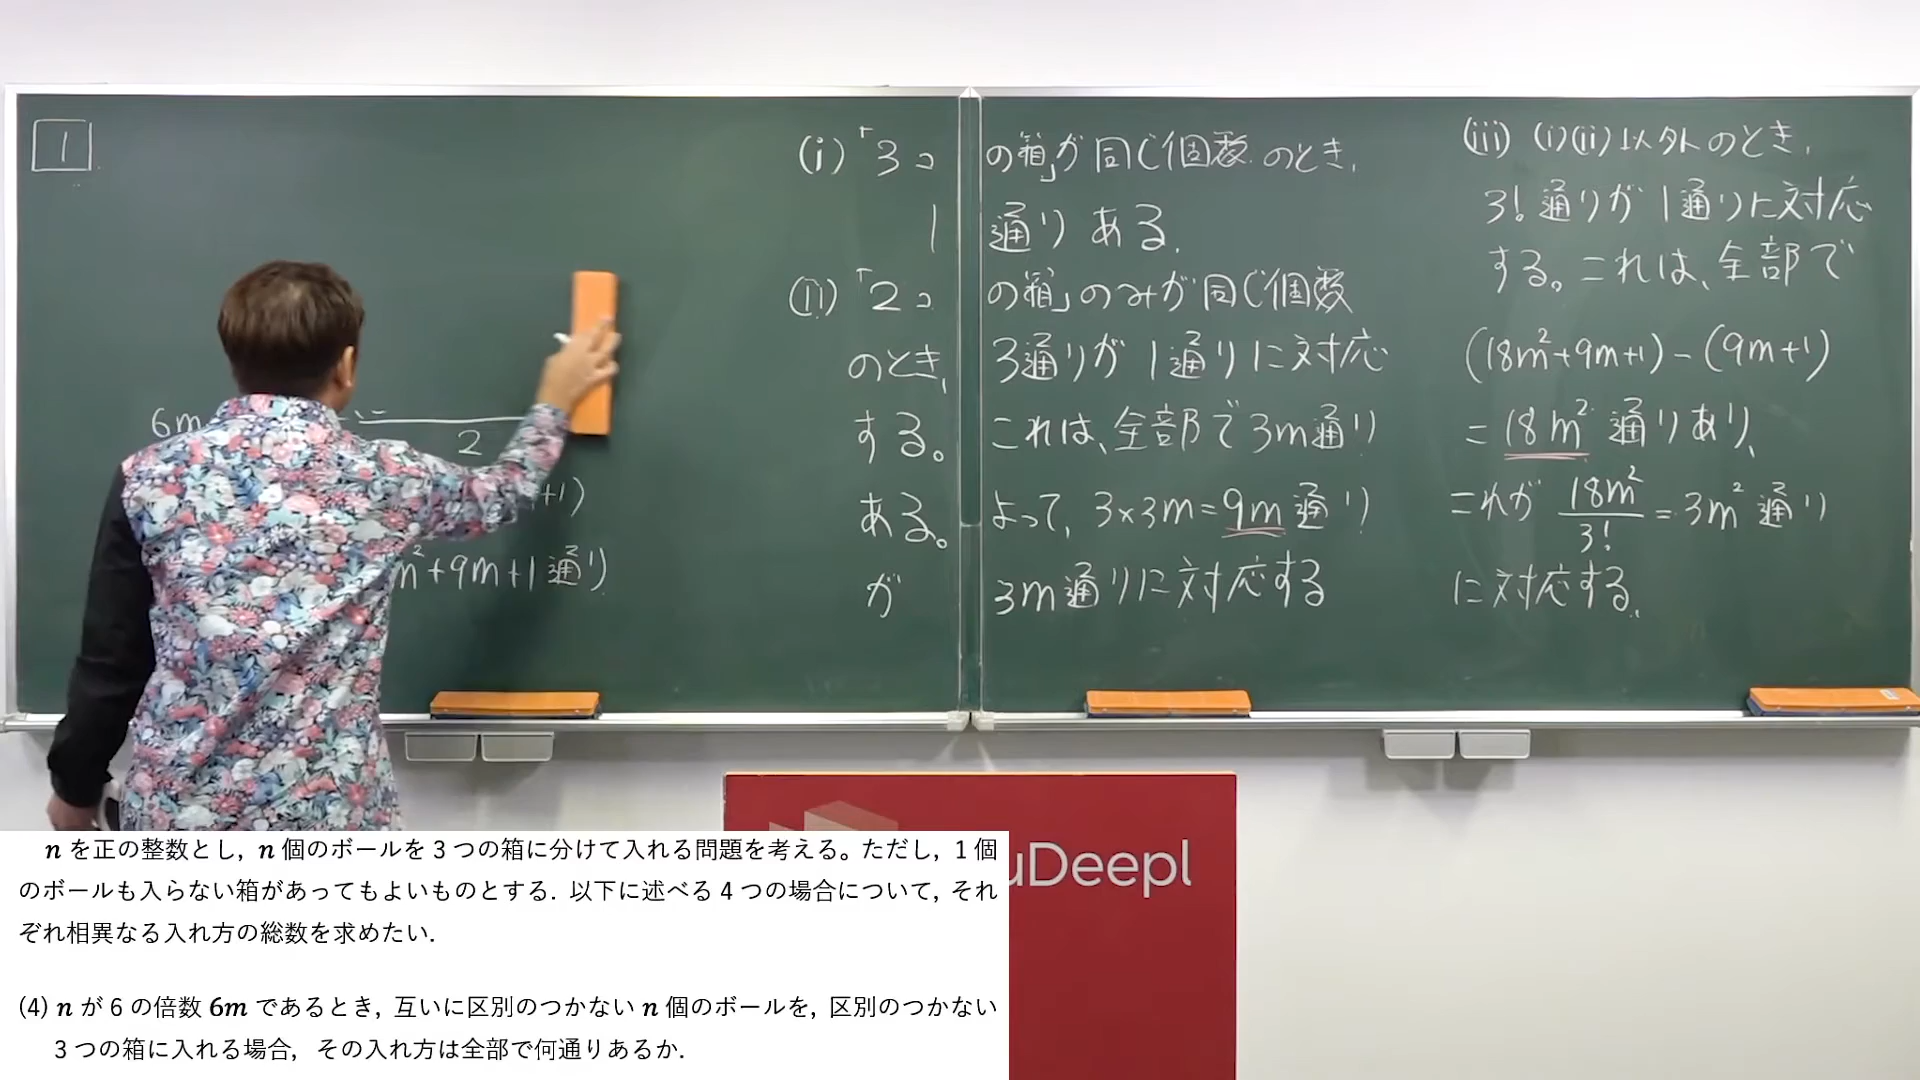 1
6m
2
+1)
m²+9m+1通り
(i)「3つの箱」が同じ個数のとき,
1通りある.
(ii)「2つの箱」のみが同じ個数
のとき, 3通りが1通りに対応
する。これは、全部で3m通り
ある。よって, 3×3m=9m通り
が3m通りに対応する
(iii) (i)(ii)以外のとき,
3!通りが1通りに対応
する。これは、全部で
(18m²+9m+1)-(9m+1)
=18m²通りあり、
これが 18m²/3! = 3m²通り
に対応する.
nを正の整数とし, n個のボールを3つの箱に分けて入れる問題を考える。ただし, 1個
のボールも入らない箱があってもよいものとする. 以下に述べる4つの場合について, それ
ぞれ相異なる入れ方の総数を求めたい.
(4) nが6の倍数6mであるとき, 互いに区別のつかないn個のボールを, 区別のつかない
3つの箱に入れる場合, その入れ方は全部で何通りあるか.
uDeepl